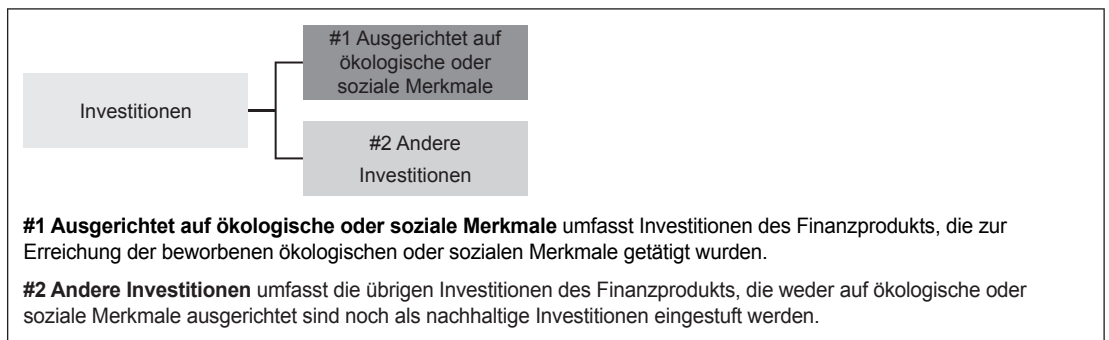 #1 Ausgerichtet auf
ökologische oder
soziale Merkmale
Investitionen
#2 Andere
Investitionen
#1 Ausgerichtet auf ökologische oder soziale Merkmale umfasst Investitionen des Finanzprodukts, die zur
Erreichung der beworbenen ökologischen oder sozialen Merkmale getätigt wurden.
#2 Andere Investitionen umfasst die übrigen Investitionen des Finanzprodukts, die weder auf ökologische oder
soziale Merkmale ausgerichtet sind noch als nachhaltige Investitionen eingestuft werden.